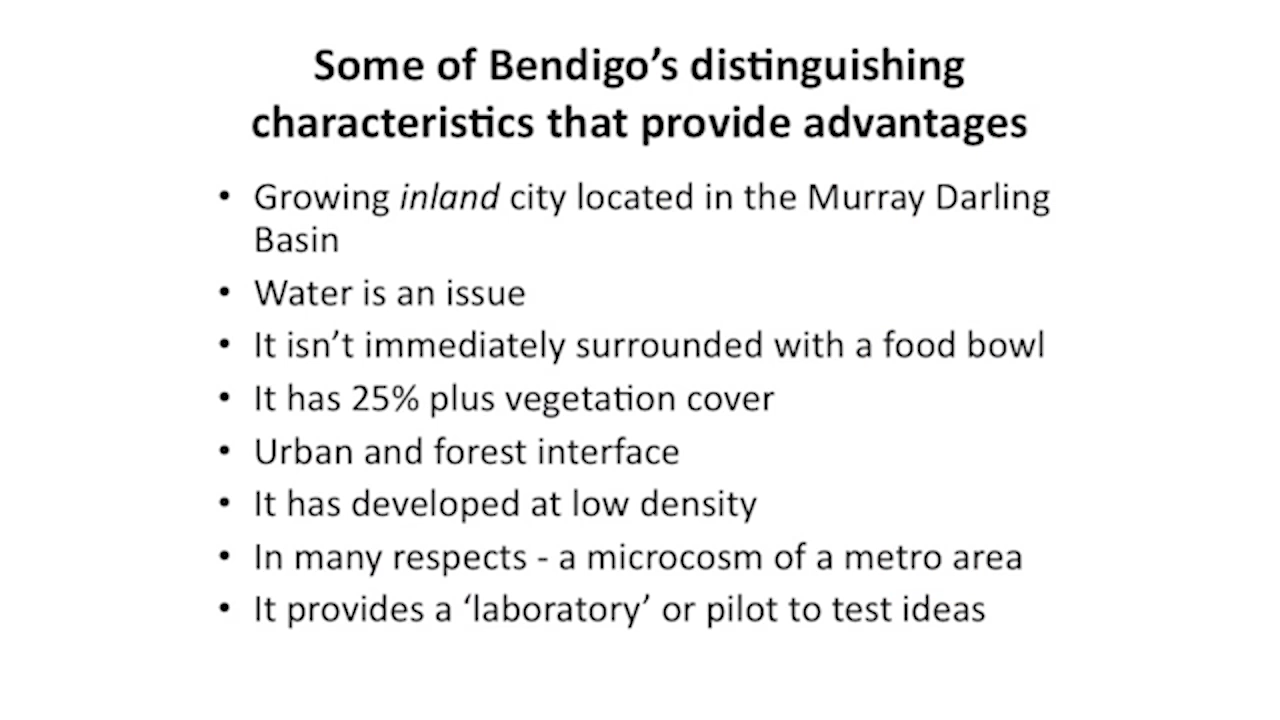 Some of Bendigo’s distinguishing
characteristics that provide advantages
• Growing inland city located in the Murray Darling
Basin
• Water is an issue
• It isn’t immediately surrounded with a food bowl
• It has 25% plus vegetation cover
• Urban and forest interface
• It has developed at low density
• In many respects - a microcosm of a metro area
• It provides a ‘laboratory’ or pilot to test ideas